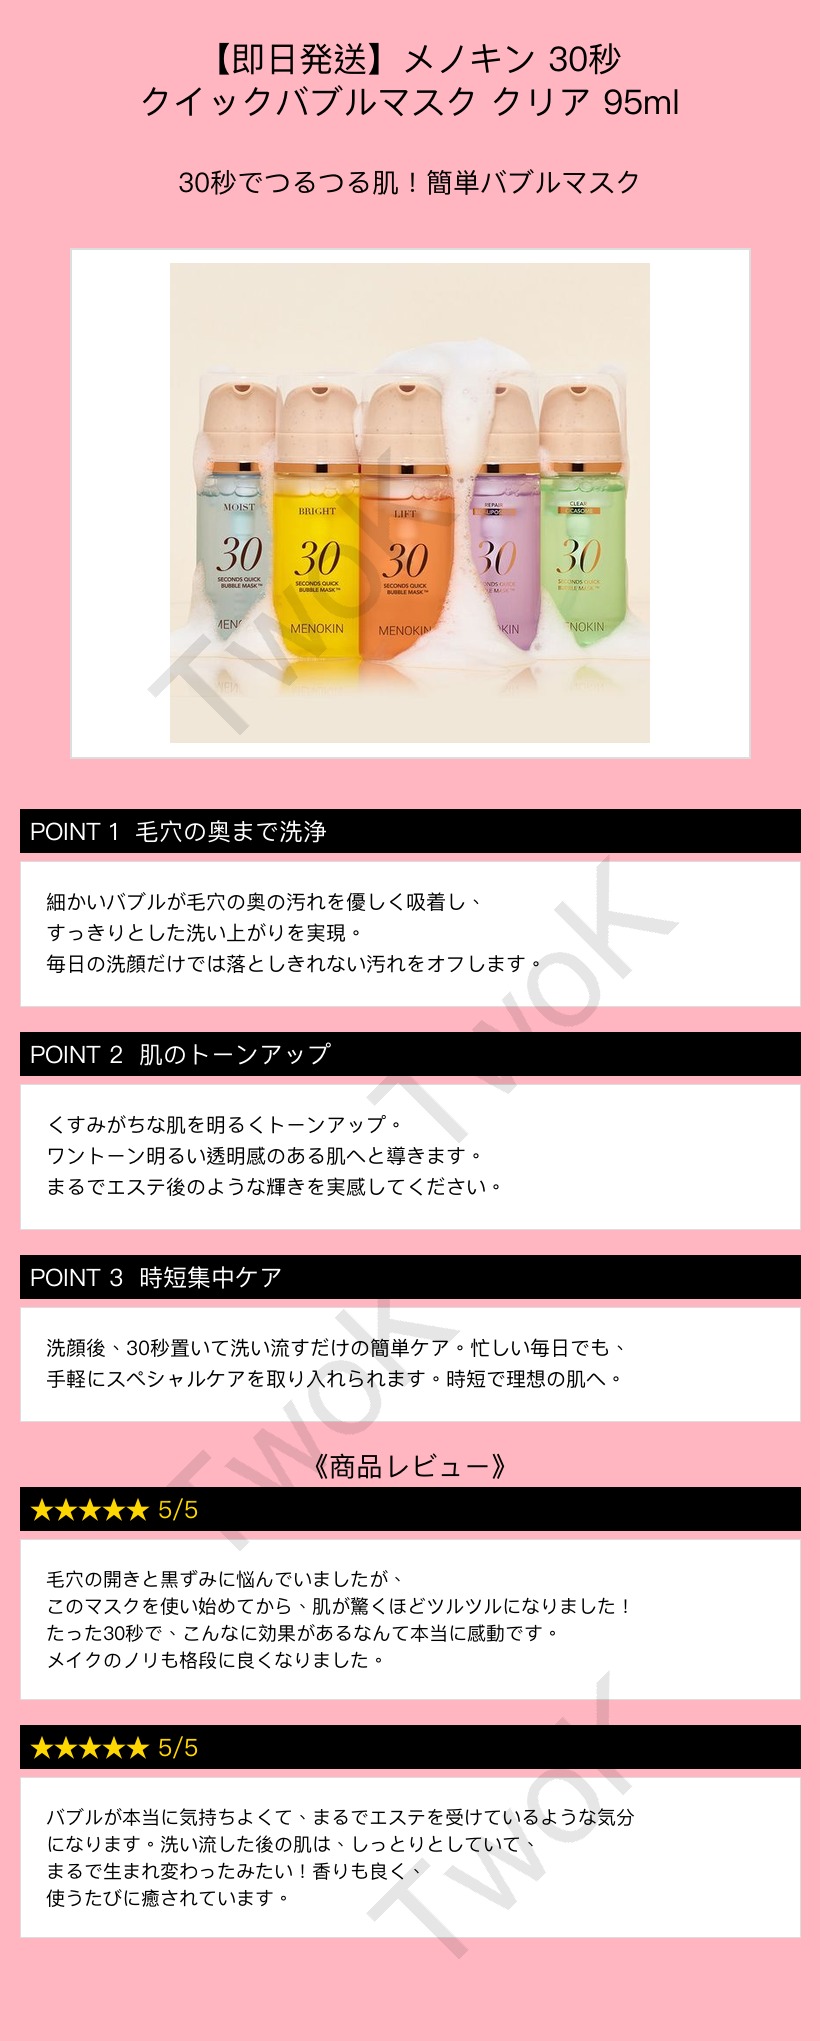 【即日発送】メノキン 30秒
クイックバブルマスク クリア 95ml
30秒でつるつる肌！簡単バブルマスク
MOIST
30
SECONDS QUICK
BUBBLE MASK™
BRIGHT
30
SECONDS QUICK
BUBBLE MASK™
MENOKIN
LIFT
30
SECONDS QUICK
BUBBLE MASK™
MENOKIN
REPAIR
30
CLEAR
30
SECONDS QUICK
BUBBLE MASK™
TwoK
POINT 1 毛穴の奥まで洗浄
細かいバブルが毛穴の奥の汚れを優しく吸着し、
すっきりとした洗い上がりを実現。
毎日の洗顔だけでは落としきれない汚れをオフします。
TwoK
POINT 2 肌のトーンアップ
くすみがちな肌を明るくトーンアップ。
ワントーン明るい透明感のある肌へと導きます。
まるでエステ後のような輝きを実感してください。
POINT 3 時短集中ケア
洗顔後、30秒置いて洗い流すだけの簡単ケア。忙しい毎日でも、
手軽にスペシャルケアを取り入れられます。時短で理想の肌へ。
TwoK
《商品レビュー》
★★★★★ 5/5
毛穴の開きと黒ずみに悩んでいましたが、
このマスクを使い始めてから、肌が驚くほどツルツルになりました！
たった30秒で、こんなに効果があるなんて本当に感動です。
メイクのノリも格段に良くなりました。
★★★★★ 5/5
バブルが本当に気持ちよくて、まるでエステを受けているような気分
になります。洗い流した後の肌は、しっとりとしていて、
まるで生まれ変わったみたい！香りも良く、
使うたびに癒されています。
TwoK